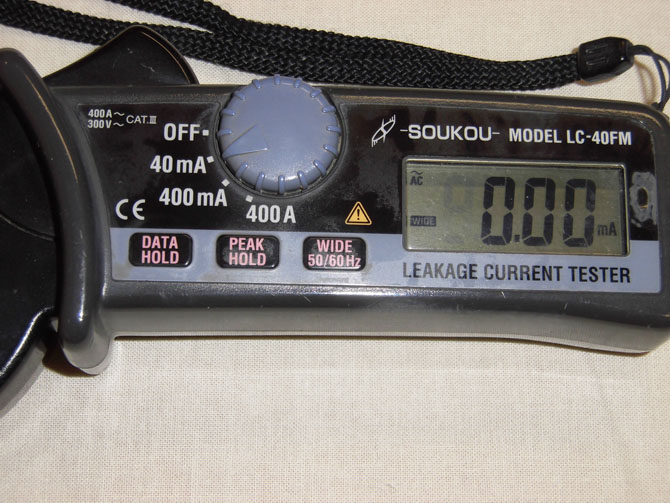 400A~
300V~ CAT.III
OFF
40mA
400mA
400A
CE
-SOUKOU- MODEL LC-40FM
AC
WIDE
0.00 mA
DATA
HOLD
PEAK
HOLD
WIDE
50/60Hz
LEAKAGE CURRENT TESTER